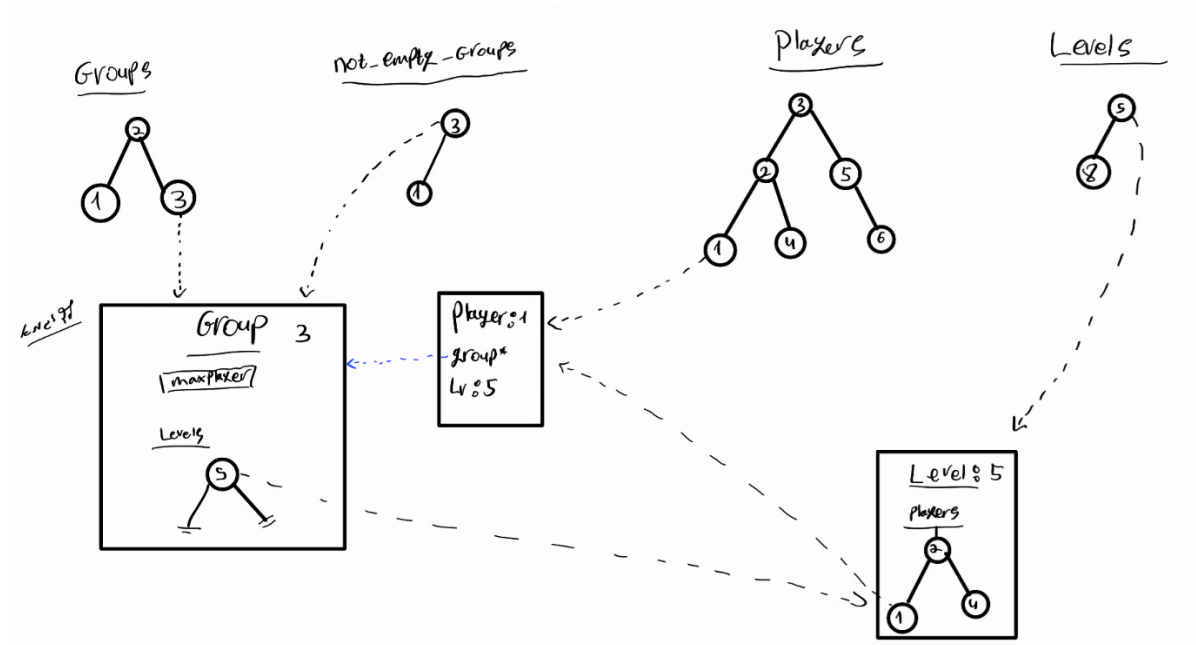 Groups
2
1 3
not_empty_Groups
3
1
Players
3
2 5
1 4 6
Levels
5
8
Group 3
maxPlayer
Levels
5
Player:1
group*
Lv:5
Level:5
players
2
1 4